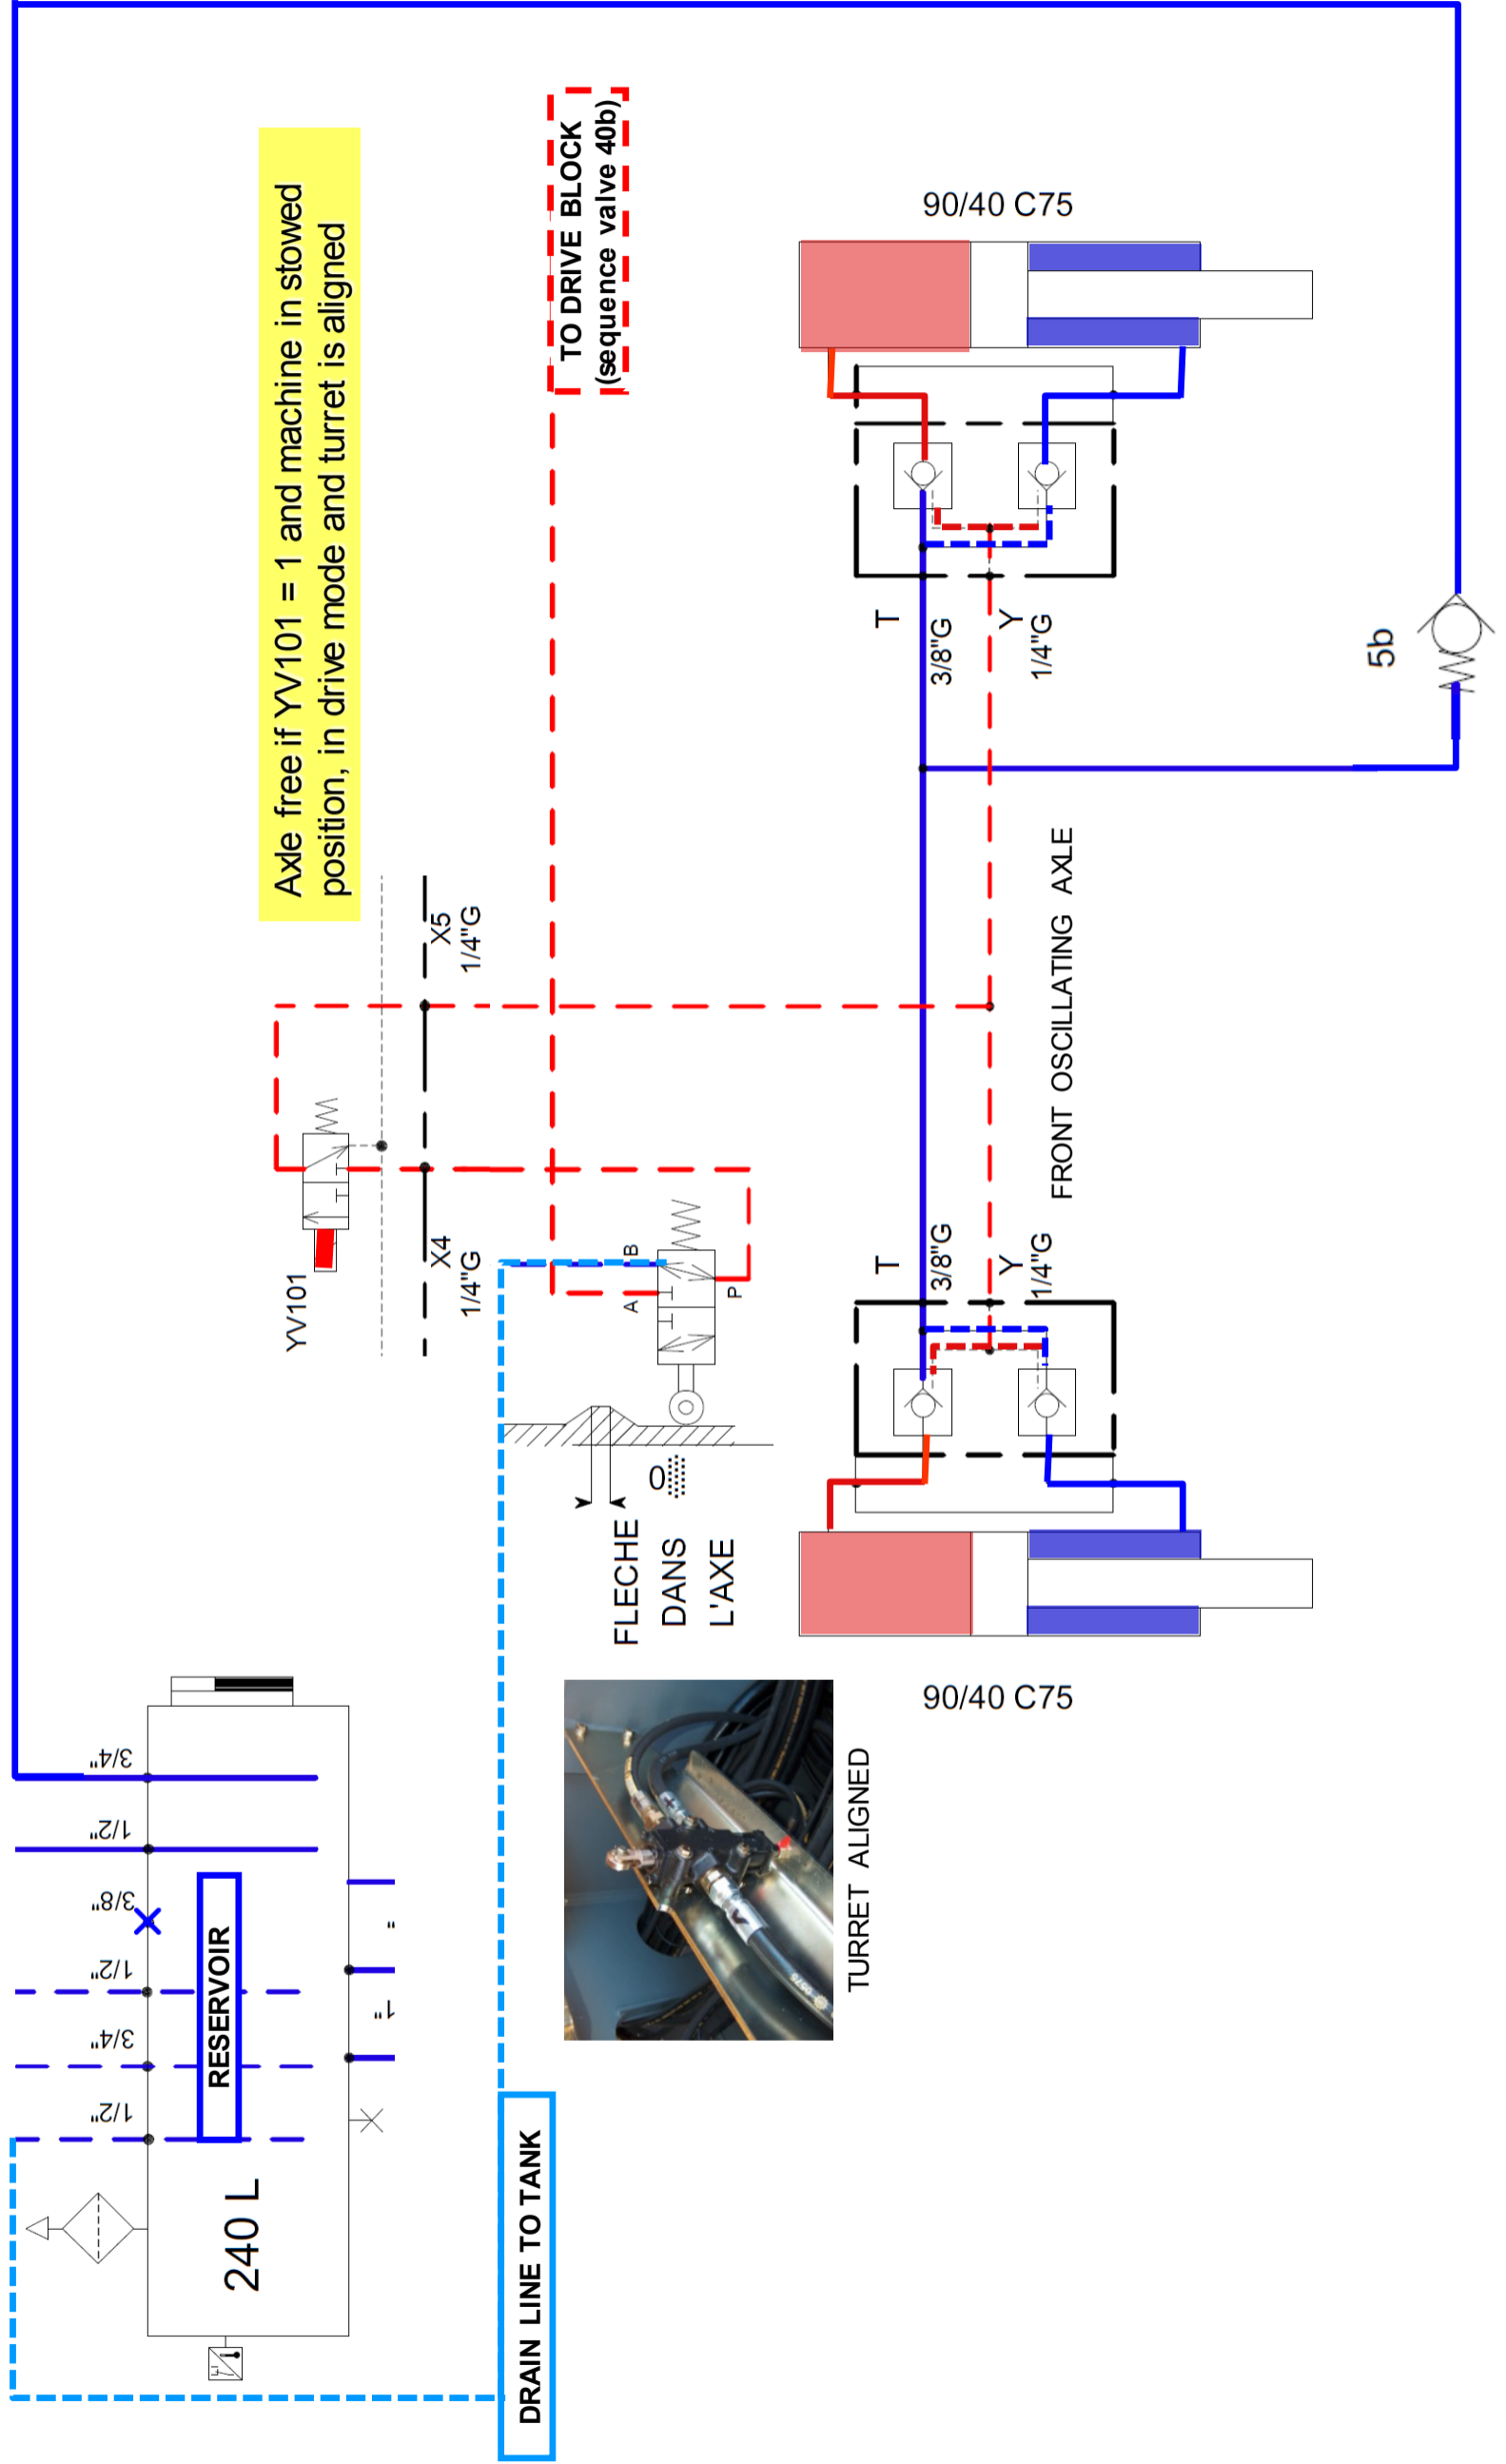 Axle free if YV101 = 1 and machine in stowed
position, in drive mode and turret is aligned
TO DRIVE BLOCK
(sequence valve 40b)
90/40 C75
X5
1/4"G
YV101
X4
1/4"G
A
B
P
T
3/8"G
Y
1/4"G
5b
FRONT OSCILLATING AXLE
T
3/8"G
Y
1/4"G
0
FLECHE
DANS
L'AXE
90/40 C75
TURRET ALIGNED
3/4"
1/2"
3/8"
1/2"
3/4"
1/2"
RESERVOIR
"
1"
240 L
DRAIN LINE TO TANK